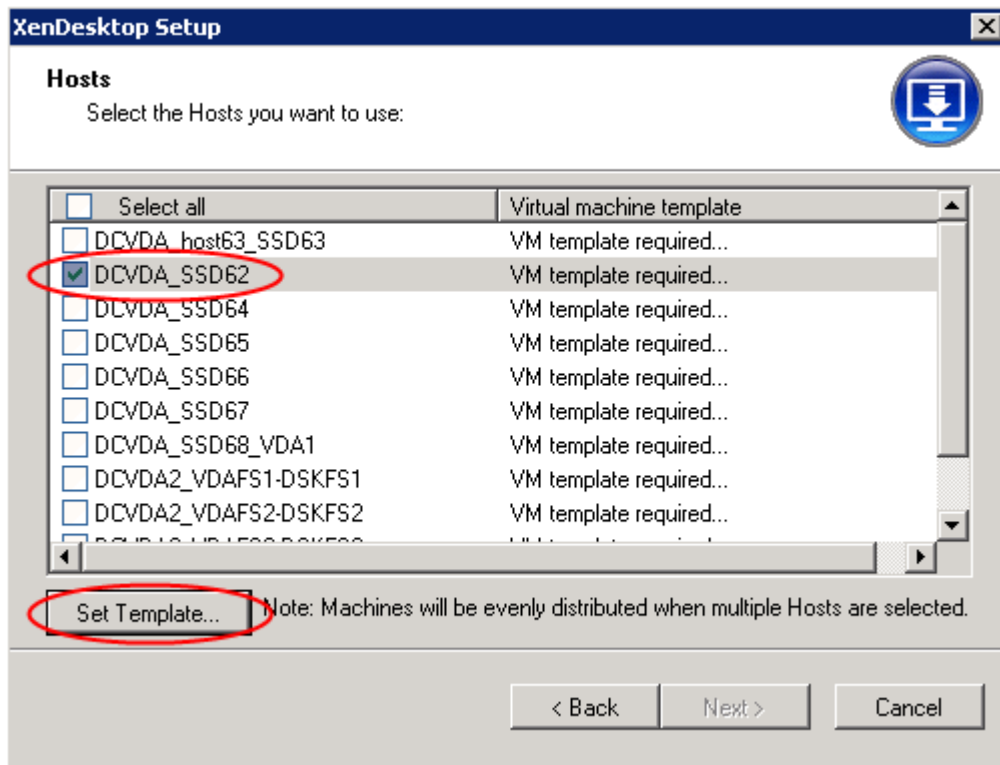 XenDesktop Setup
Hosts
Select the Hosts you want to use:
Select all Virtual machine template
DCVDA_host63_SSD63 VM template required...
DCVDA_SSD62 VM template required...
DCVDA_SSD64 VM template required...
DCVDA_SSD65 VM template required...
DCVDA_SSD66 VM template required...
DCVDA_SSD67 VM template required...
DCVDA_SSD68_VDA1 VM template required...
DCVDA2_VDAFS1-DSKFS1 VM template required...
DCVDA2_VDAFS2-DSKFS2 VM template required...
Set Template... Note: Machines will be evenly distributed when multiple Hosts are selected.
< Back Next > Cancel